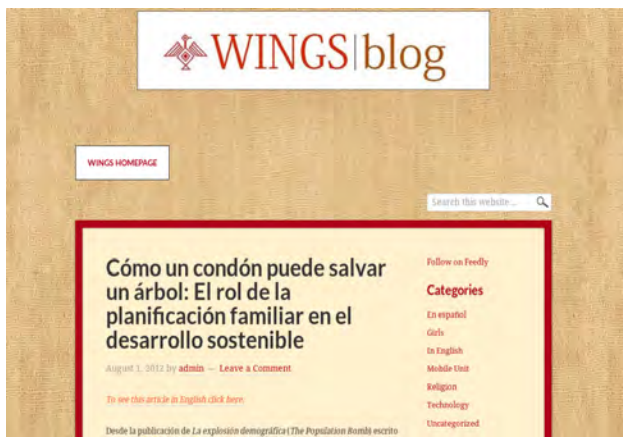 WINGS|blog
WINGS HOMEPAGE
Search this website...
Cómo un condón puede salvar
un árbol: El rol de la
planificación familiar en el
desarrollo sostenible
August 1, 2012 by admin — Leave a Comment
To see this article in English click here.
Desde la publicación de La explosión demográfica (The Population Bomb) escrito
Follow on Feedly
Categories
En español
Girls
In English
Mobile Unit
Religion
Technology
Uncategorized